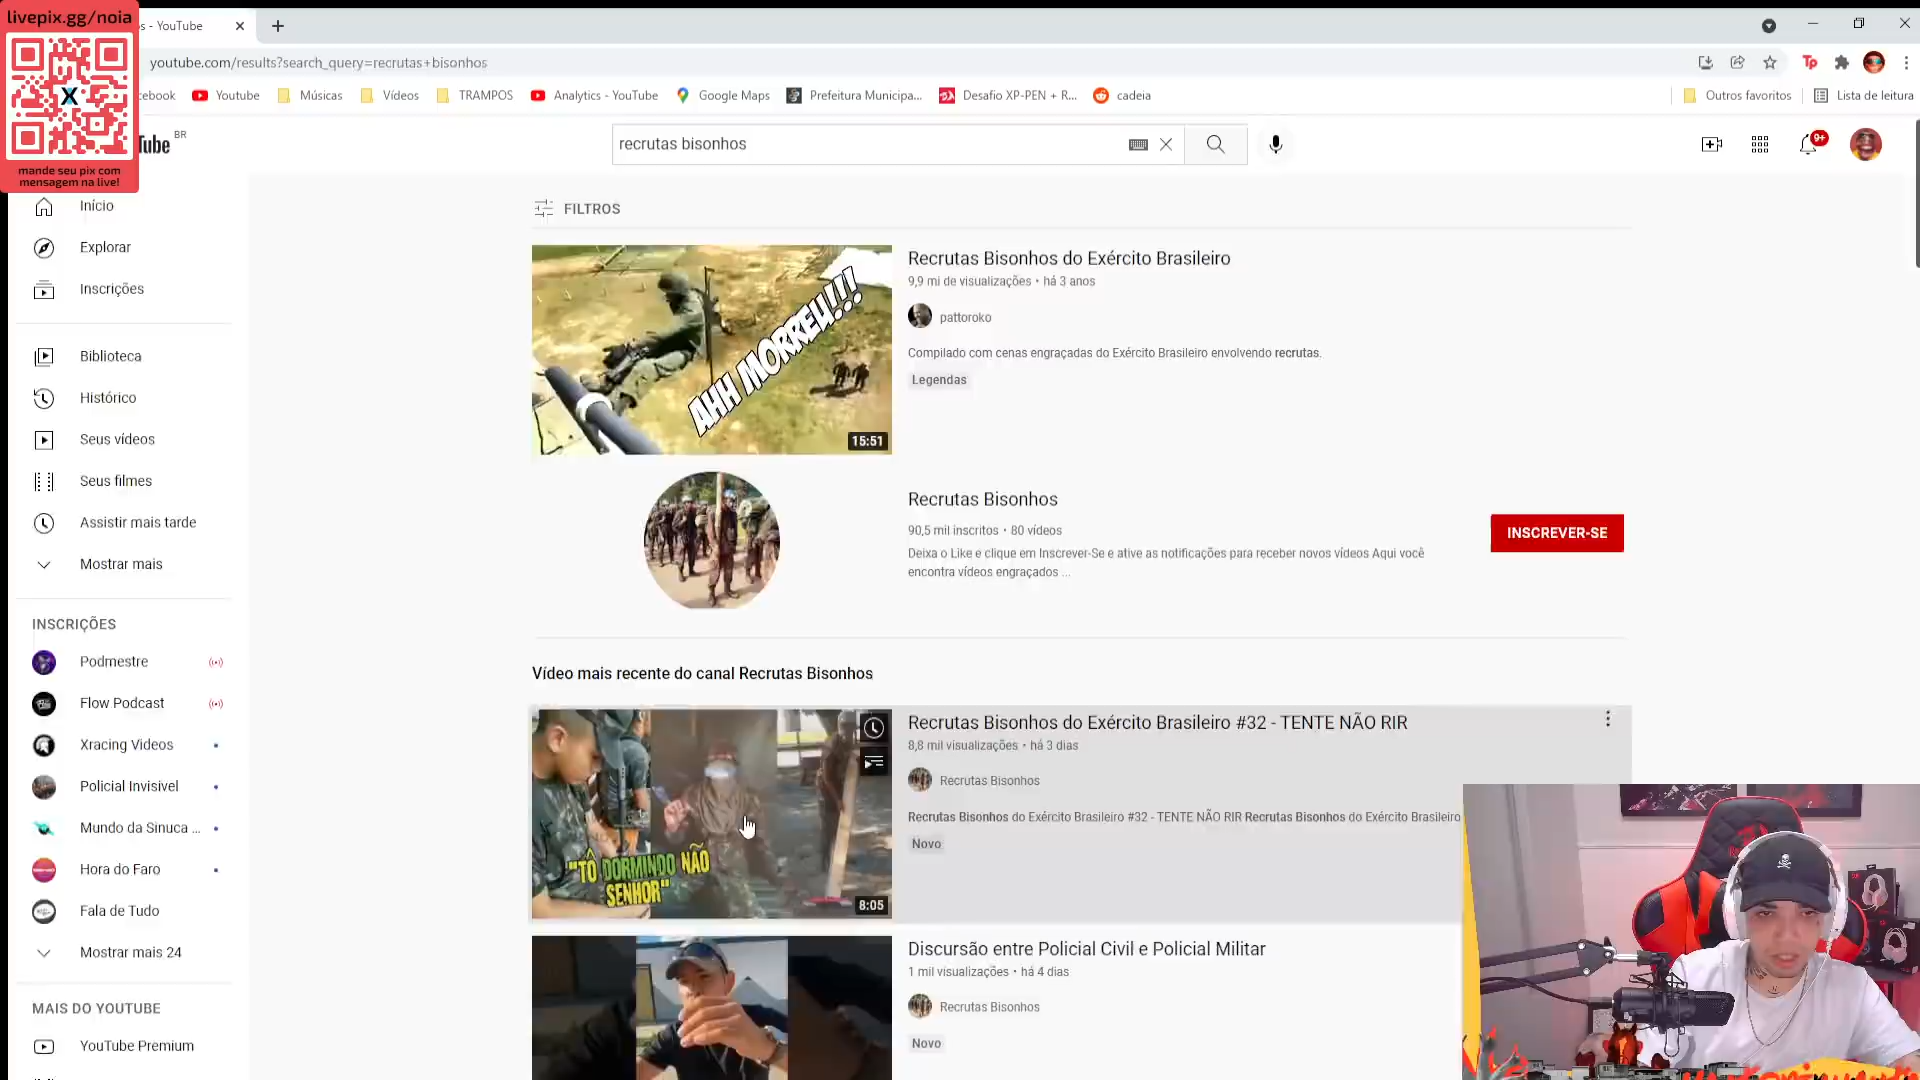 livepix.gg/noia
mande seu pix com
mensagem na live!
s - YouTube
youtube.com/results?search_query=recrutas+bisonhos
Tp
cebook
Youtube
Músicas
Vídeos
TRAMPOS
Analytics - YouTube
Google Maps
Prefeitura Municipa...
Desafio XP-PEN + R...
cadeia
Outros favoritos
Lista de leitura
Tube
BR
recrutas bisonhos
9+
Início
Explorar
Inscrições
Biblioteca
Histórico
Seus vídeos
Seus filmes
Assistir mais tarde
Mostrar mais
INSCRIÇÕES
Podmestre
Flow Podcast
Xracing Videos
Policial Invisivel
Mundo da Sinuca ...
Hora do Faro
Fala de Tudo
Mostrar mais 24
MAIS DO YOUTUBE
YouTube Premium
FILTROS
AHH MORREU!!!
15:51
Recrutas Bisonhos do Exército Brasileiro
9,9 mi de visualizações • há 3 anos
pattoroko
Compilado com cenas engraçadas do Exército Brasileiro envolvendo recrutas.
Legendas
Recrutas Bisonhos
90,5 mil inscritos • 80 vídeos
Deixa o Like e clique em Inscrever-Se e ative as notificações para receber novos vídeos Aqui você
encontra vídeos engraçados ...
INSCREVER-SE
Vídeo mais recente do canal Recrutas Bisonhos
"TÔ DORMINDO NÃO
SENHOR"
8:05
Recrutas Bisonhos do Exército Brasileiro #32 - TENTE NÃO RIR
8,8 mil visualizações • há 3 dias
Recrutas Bisonhos
Recrutas Bisonhos do Exército Brasileiro #32 - TENTE NÃO RIR Recrutas Bisonhos do Exército Brasileiro
Novo
Discursão entre Policial Civil e Policial Militar
1 mil visualizações • há 4 dias
Recrutas Bisonhos
Novo